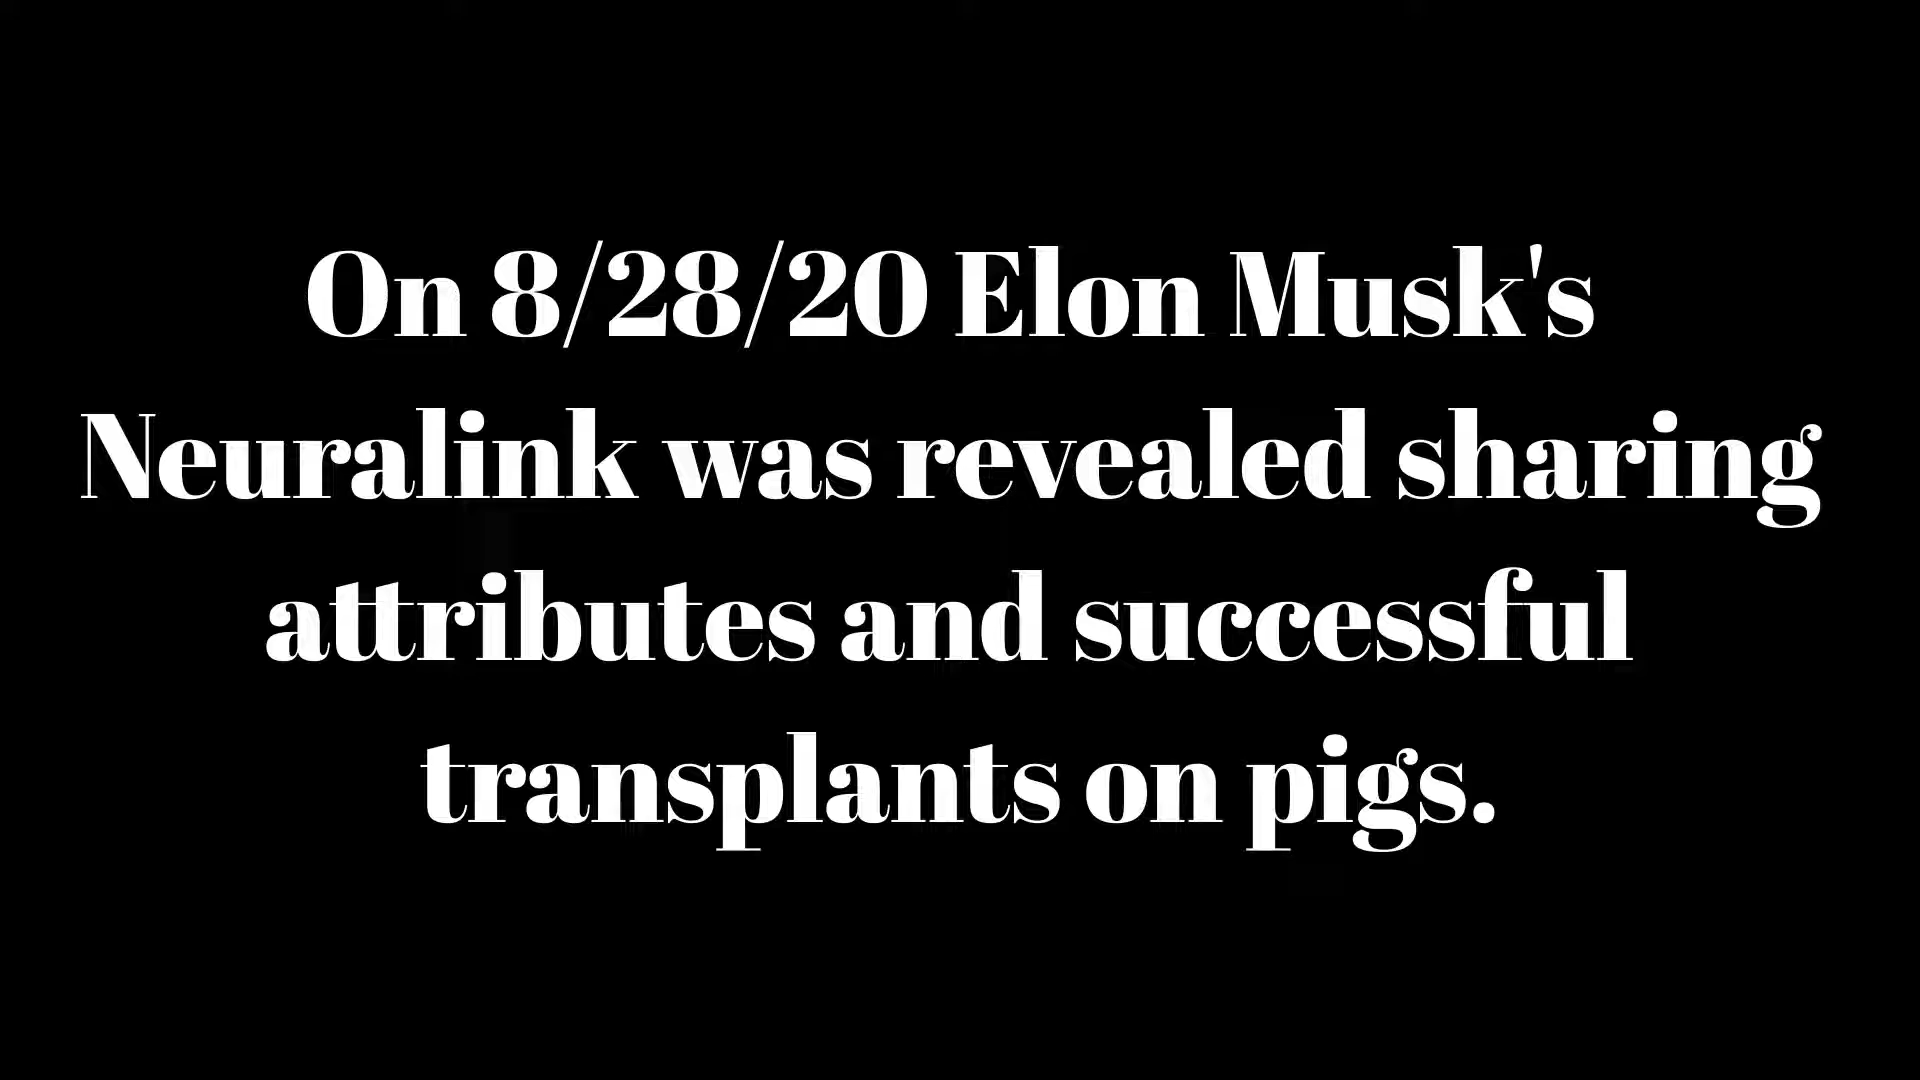 On 8/28/20 Elon Musk's
Neuralink was revealed sharing
attributes and successful
transplants on pigs.